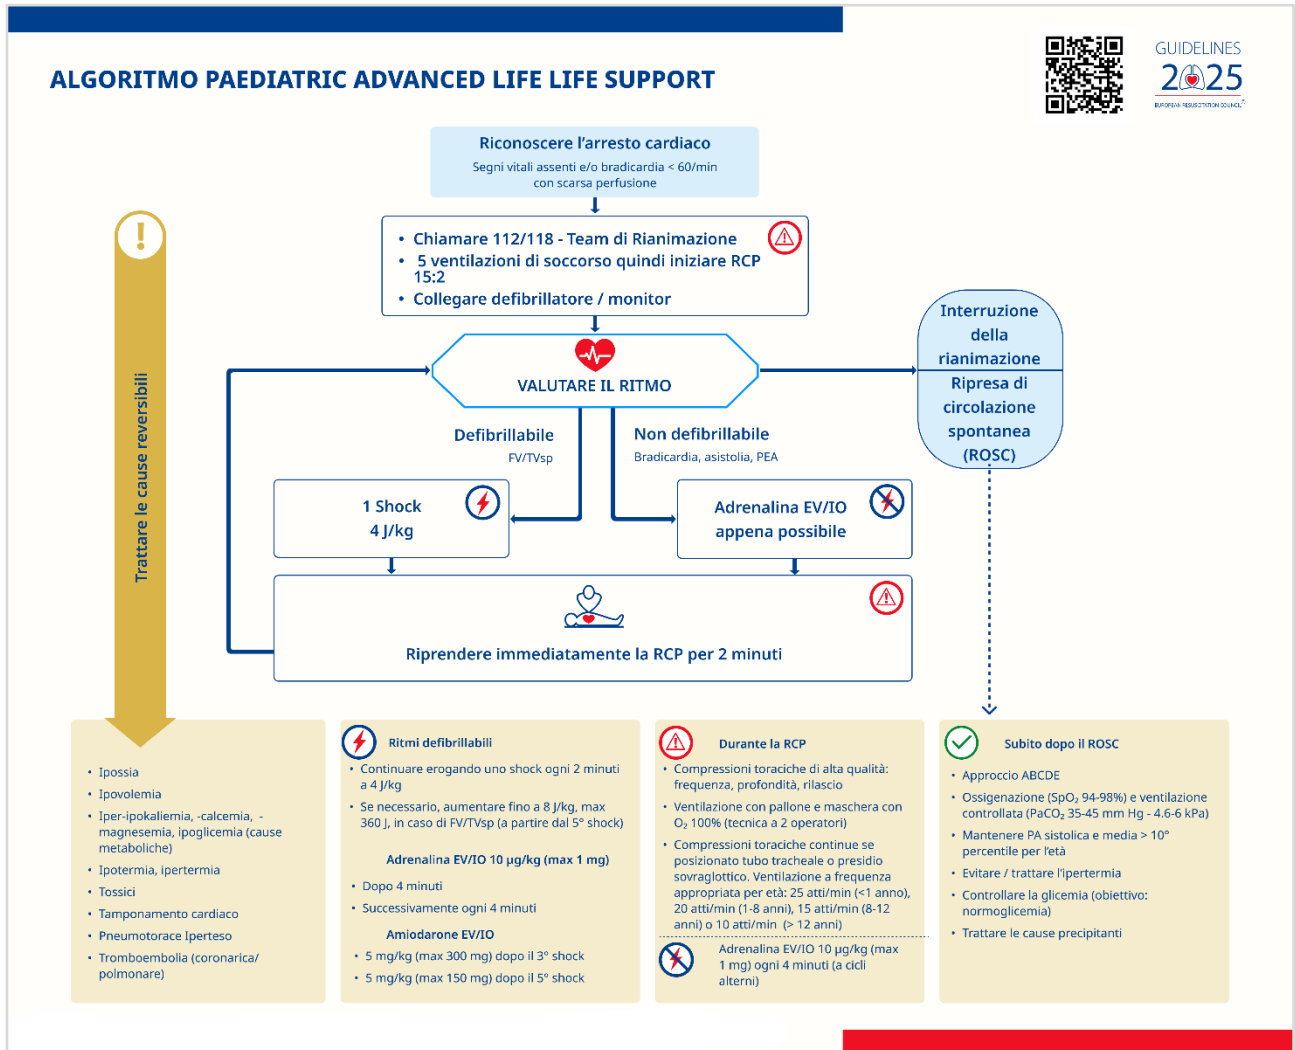 GUIDELINES
2025
EUROPEAN RESUSCITATION COUNCIL
ALGORITMO PAEDIATRIC ADVANCED LIFE LIFE SUPPORT
Riconoscere l'arresto cardiaco
Segni vitali assenti e/o bradicardia < 60/min
con scarsa perfusione
• Chiamare 112/118 - Team di Rianimazione
• 5 ventilazioni di soccorso quindi iniziare RCP
15:2
• Collegare defibrillatore / monitor
VALUTARE IL RITMO
Interruzione
della
rianimazione
Ripresa di
circolazione
spontanea
(ROSC)
Defibrillabile
FV/TVsp
Non defibrillabile
Bradicardia, asistolia, PEA
1 Shock
4 J/kg
Adrenalina EV/IO
appena possibile
Riprendere immediatamente la RCP per 2 minuti
!
Trattare le cause reversibili
• Ipossia
• Ipovolemia
• Iper-ipokaliemia, -calcemia, -
magnesemia, ipoglicemia (cause
metaboliche)
• Ipotermia, ipertermia
• Tossici
• Tamponamento cardiaco
• Pneumotorace Iperteso
• Tromboembolia (coronarica/
polmonare)
Ritmi defibrillabili
• Continuare erogando uno shock ogni 2 minuti
a 4 J/kg
• Se necessario, aumentare fino a 8 J/kg, max
360 J, in caso di FV/TVsp (a partire dal 5° shock)
Adrenalina EV/IO 10 µg/kg (max 1 mg)
• Dopo 4 minuti
• Successivamente ogni 4 minuti
Amiodarone EV/IO
• 5 mg/kg (max 300 mg) dopo il 3° shock
• 5 mg/kg (max 150 mg) dopo il 5° shock
Durante la RCP
• Compressioni toraciche di alta qualità:
frequenza, profondità, rilascio
• Ventilazione con pallone e maschera con
O₂ 100% (tecnica a 2 operatori)
• Compressioni toraciche continue se
posizionato tubo tracheale o presidio
sovraglottico. Ventilazione a frequenza
appropriata per età: 25 atti/min (<1 anno),
20 atti/min (1-8 anni), 15 atti/min (8-12
anni) o 10 atti/min (> 12 anni)
Adrenalina EV/IO 10 µg/kg (max
1 mg) ogni 4 minuti (a cicli
alterni)
Subito dopo il ROSC
• Approccio ABCDE
• Ossigenazione (SpO₂ 94-98%) e ventilazione
controllata (PaCO₂ 35-45 mm Hg - 4.6-6 kPa)
• Mantenere PA sistolica e media > 10°
percentile per l'età
• Evitare / trattare l'ipertermia
• Controllare la glicemia (obiettivo:
normoglicemia)
• Trattare le cause precipitanti